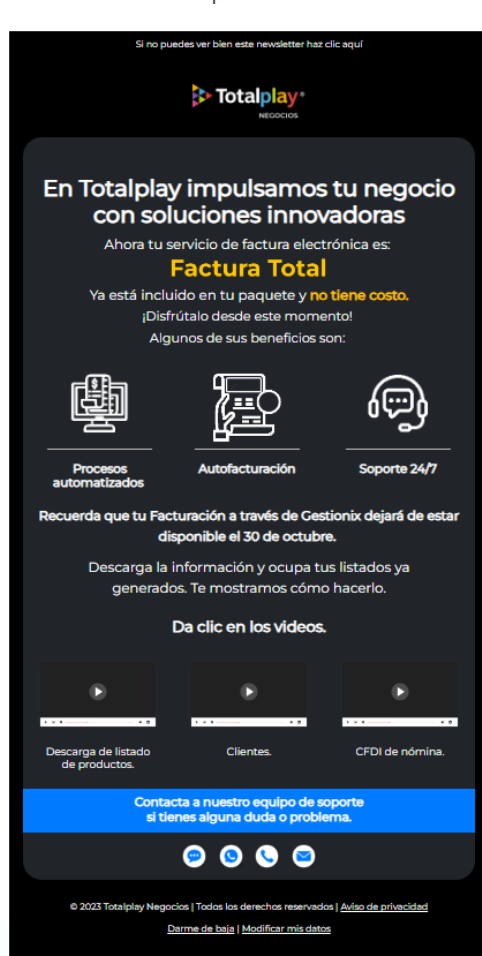 Si no puedes ver bien este newsletter haz clic aquí
Totalplay
NEGOCIOS
En Totalplay impulsamos tu negocio
con soluciones innovadoras
Ahora tu servicio de factura electrónica es:
Factura Total
Ya está incluido en tu paquete y no tiene costo.
¡Disfrútalo desde este momento!
Algunos de sus beneficios son:
Procesos
automatizados
Autofacturación
Soporte 24/7
Recuerda que tu Facturación a través de Gestionix dejará de estar
disponible el 30 de octubre.
Descarga la información y ocupa tus listados ya
generados. Te mostramos cómo hacerlo.
Da clic en los videos.
Descarga de listado
de productos.
Clientes.
CFDI de nómina.
Contacta a nuestro equipo de soporte
si tienes alguna duda o problema.
© 2023 Totalplay Negocios | Todos los derechos reservados | Aviso de privacidad
Darme de baja | Modificar mis datos